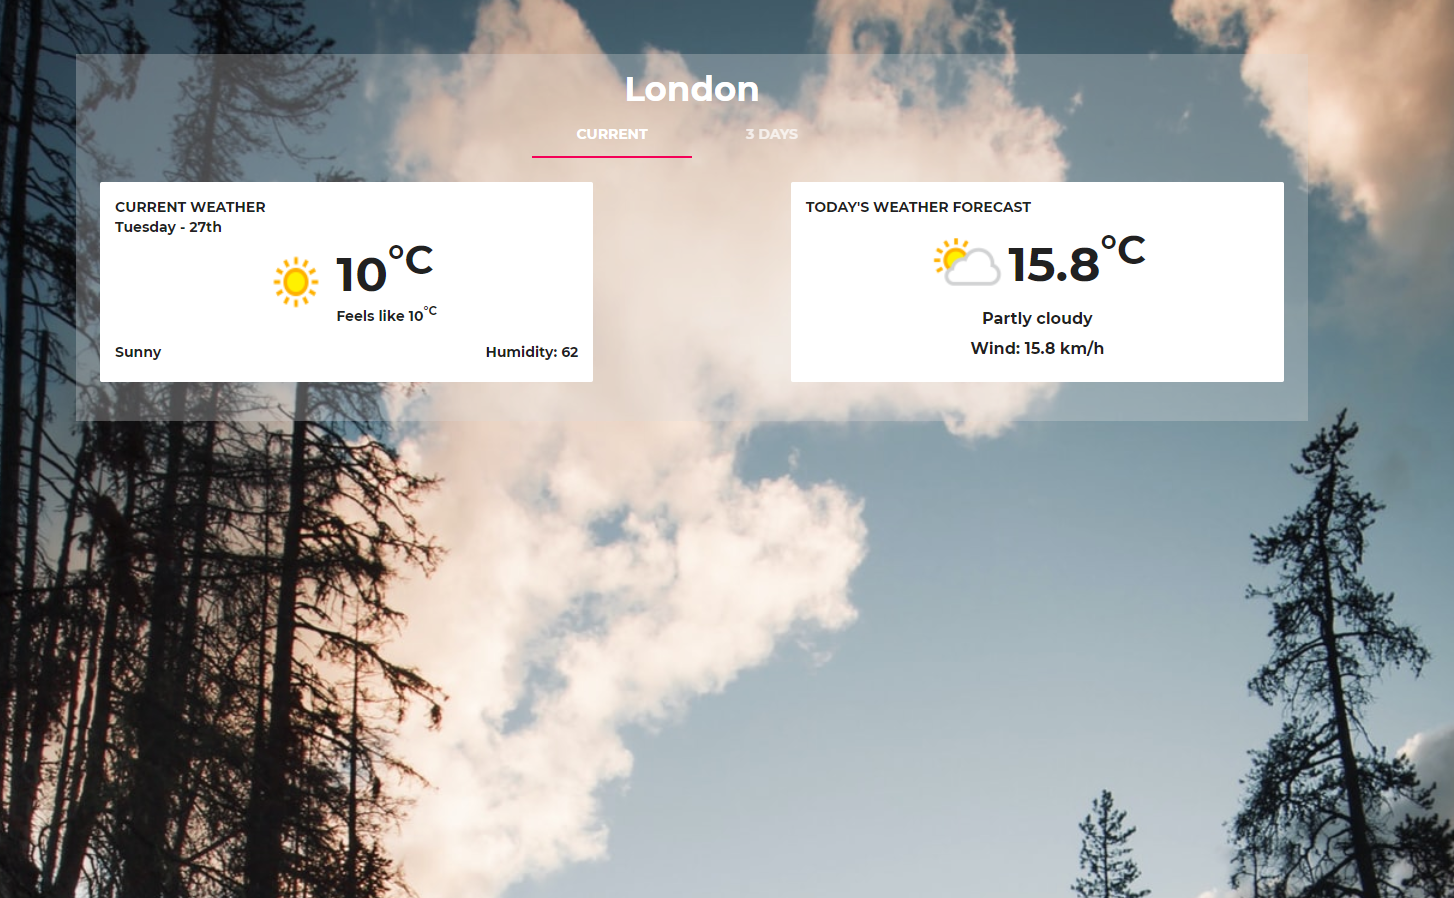 London
CURRENT
3 DAYS
CURRENT WEATHER
Tuesday - 27th
10°C
Feels like 10°C
Sunny
Humidity: 62
TODAY'S WEATHER FORECAST
15.8°C
Partly cloudy
Wind: 15.8 km/h